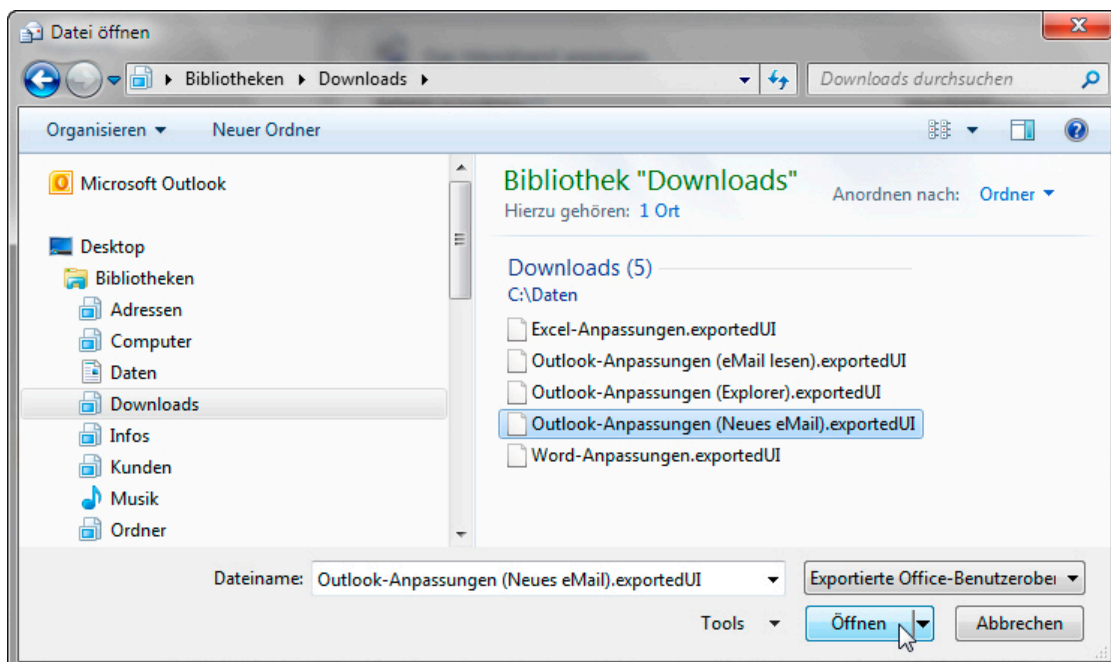 Datei öffnen
Bibliotheken Downloads
Downloads durchsuchen
Organisieren Neuer Ordner
Microsoft Outlook
Desktop
Bibliotheken
Adressen
Computer
Daten
Downloads
Infos
Kunden
Musik
Ordner
Bibliothek "Downloads"
Hierzu gehören: 1 Ort
Anordnen nach: Ordner
Downloads (5)
C:\Daten
Excel-Anpassungen.exportedUI
Outlook-Anpassungen (eMail lesen).exportedUI
Outlook-Anpassungen (Explorer).exportedUI
Outlook-Anpassungen (Neues eMail).exportedUI
Word-Anpassungen.exportedUI
Dateiname: Outlook-Anpassungen (Neues eMail).exportedUI
Exportierte Office-Benutzerober
Tools Öffnen Abbrechen